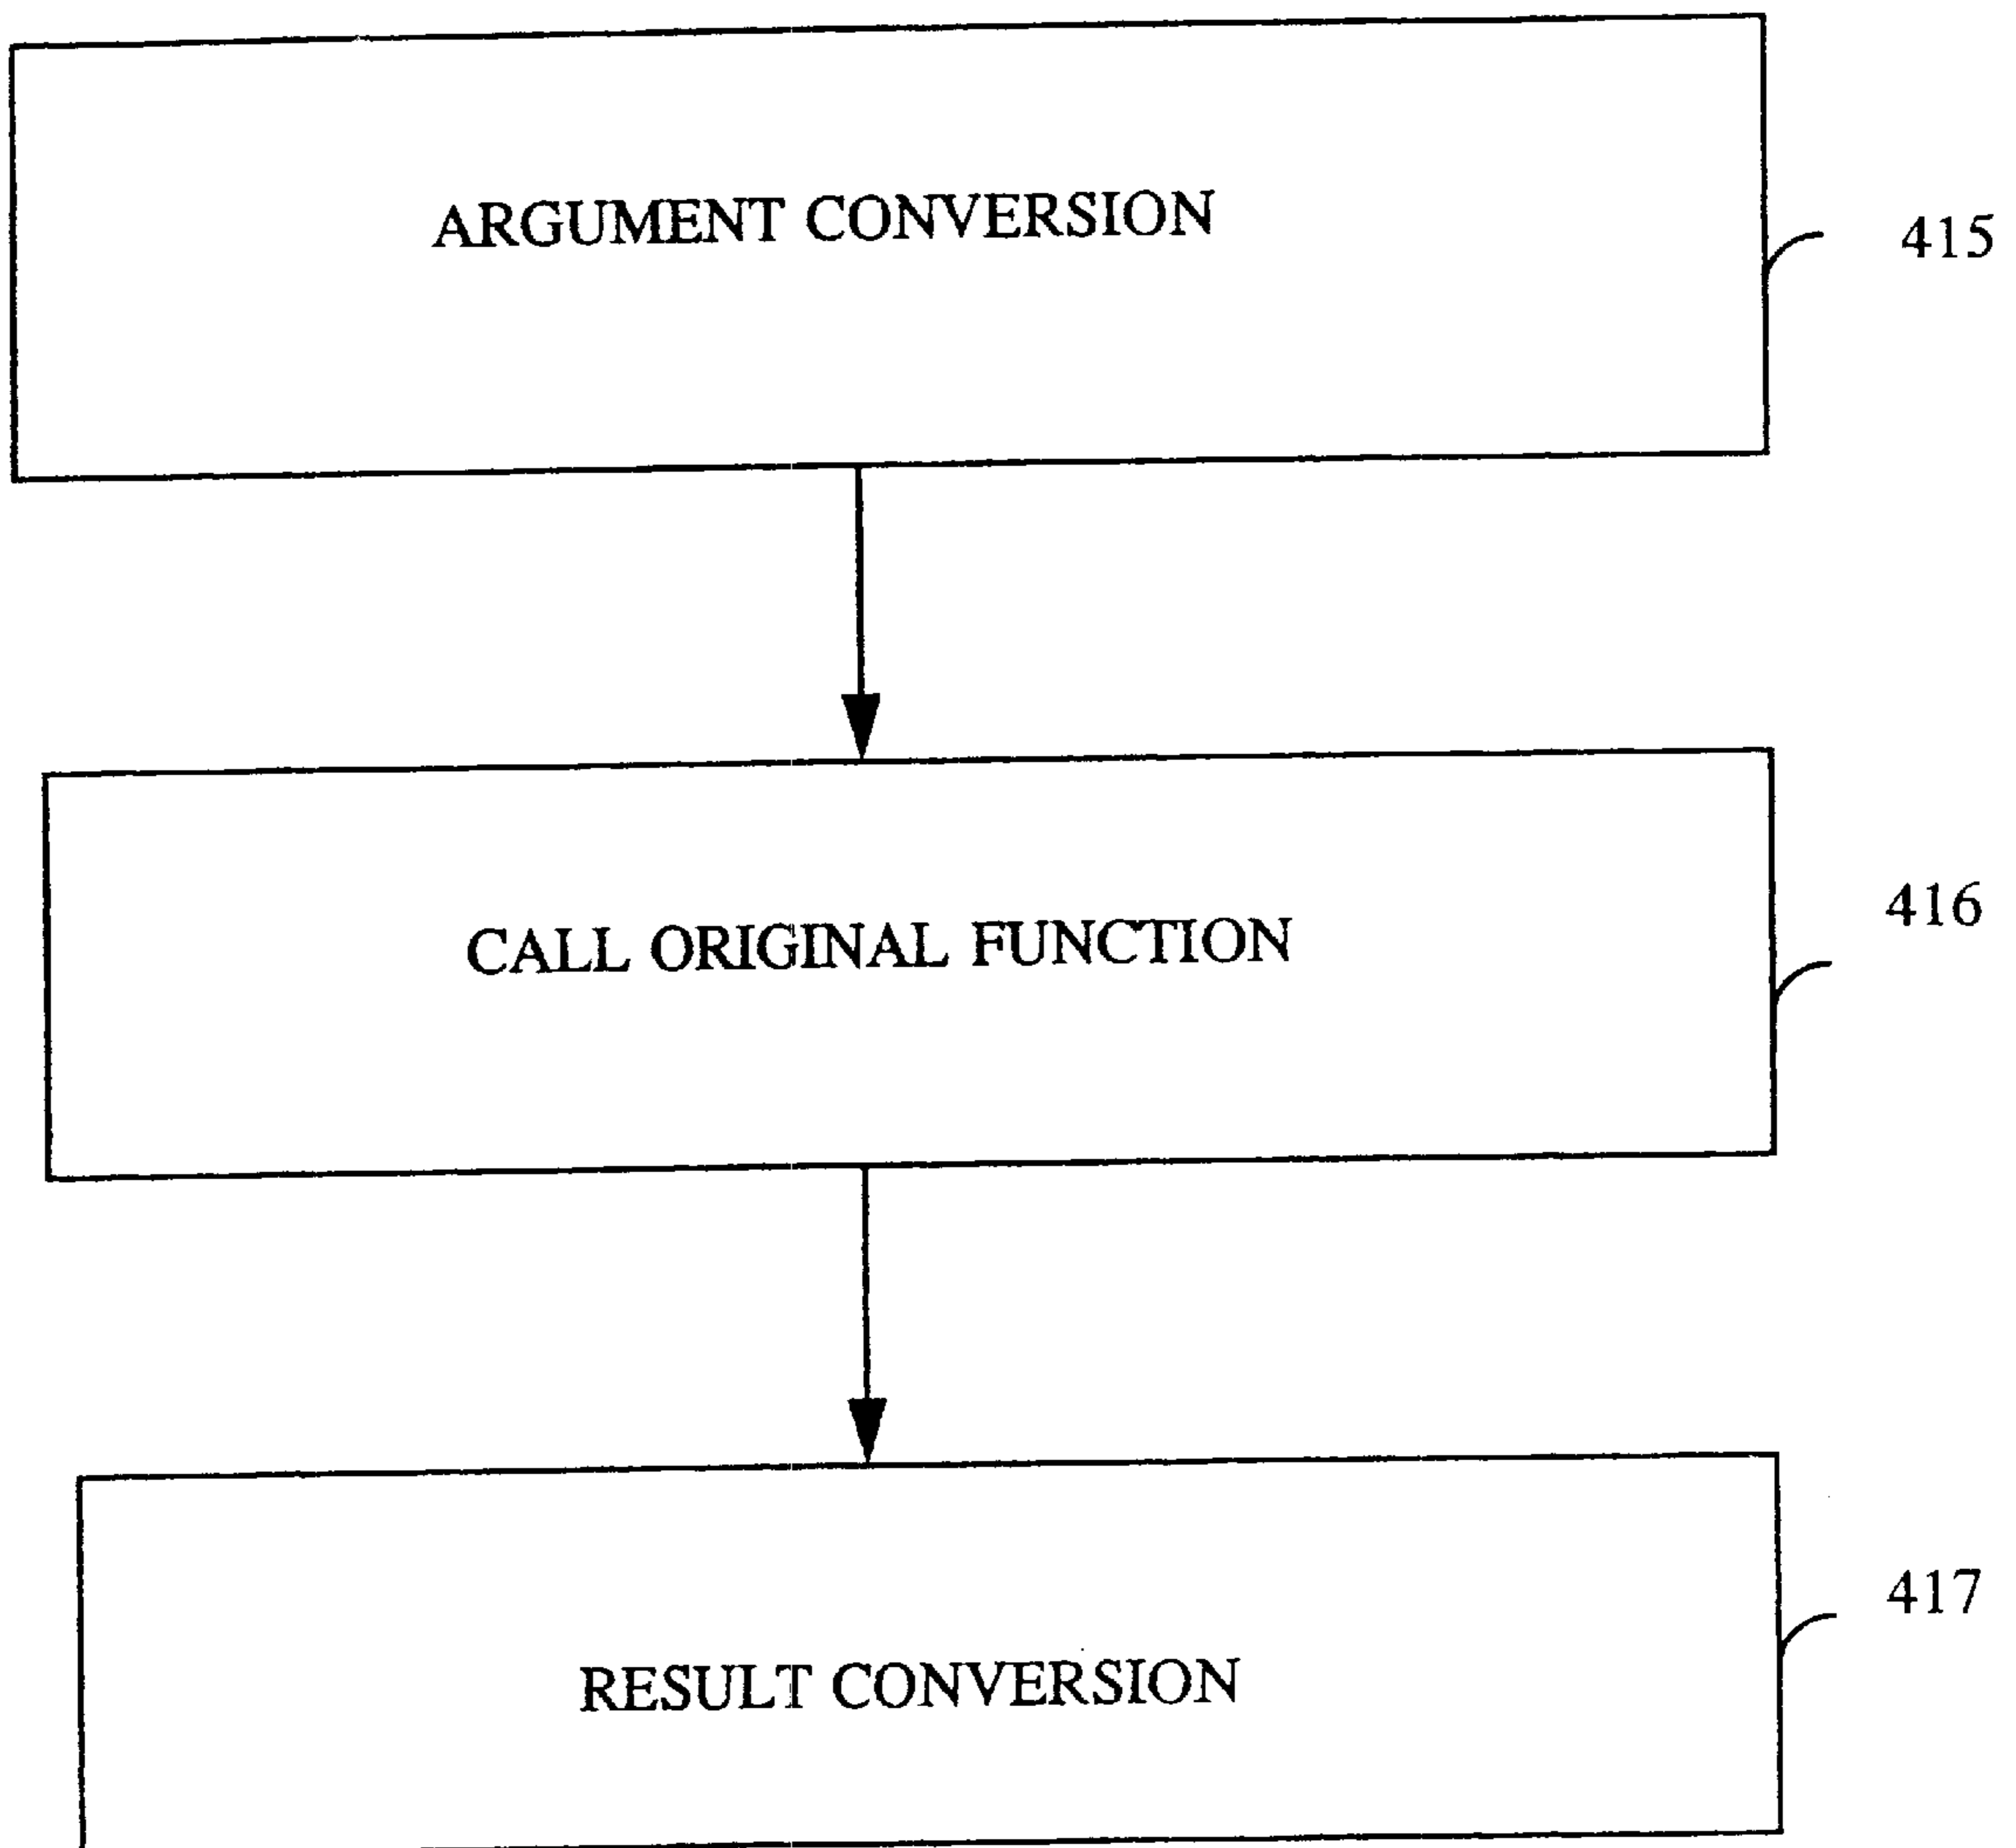 ARGUMENT CONVERSION
415
CALL ORIGINAL FUNCTION
416
RESULT CONVERSION
417